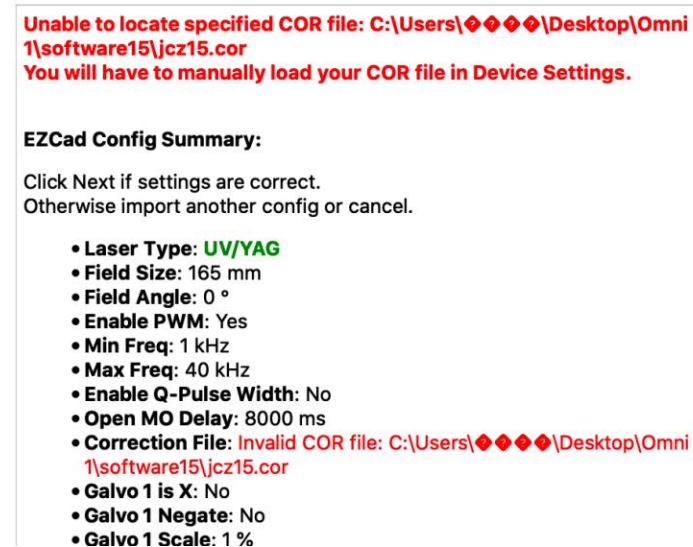 Unable to locate specified COR file: C:\Users\����\Desktop\Omni
1\software15\jcz15.cor
You will have to manually load your COR file in Device Settings.
EZCad Config Summary:
Click Next if settings are correct.
Otherwise import another config or cancel.
• Laser Type: UV/YAG
• Field Size: 165 mm
• Field Angle: 0 °
• Enable PWM: Yes
• Min Freq: 1 kHz
• Max Freq: 40 kHz
• Enable Q-Pulse Width: No
• Open MO Delay: 8000 ms
• Correction File: Invalid COR file: C:\Users\����\Desktop\Omni
1\software15\jcz15.cor
• Galvo 1 is X: No
• Galvo 1 Negate: No
• Galvo 1 Scale: 1 %